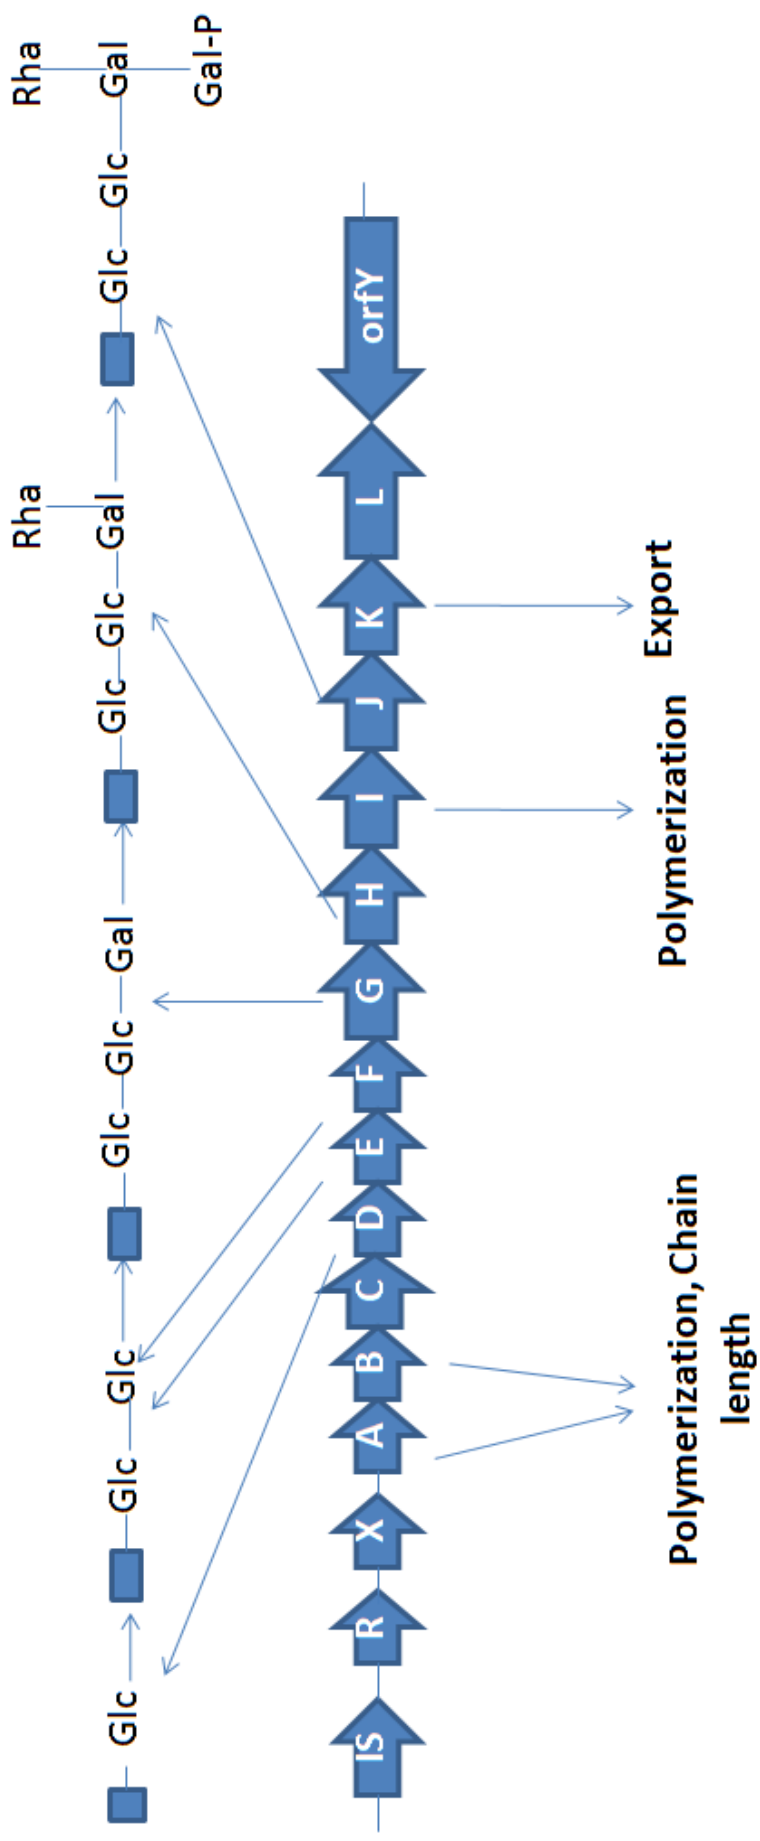 Rha Rha
Glc Glc Glc Glc Glc Gal Glc Glc Gal Glc Glc Gal
Gal-P
IS R X A B C D E F G H I J K L orfY
Polymerization, Chain
length
Polymerization
Export